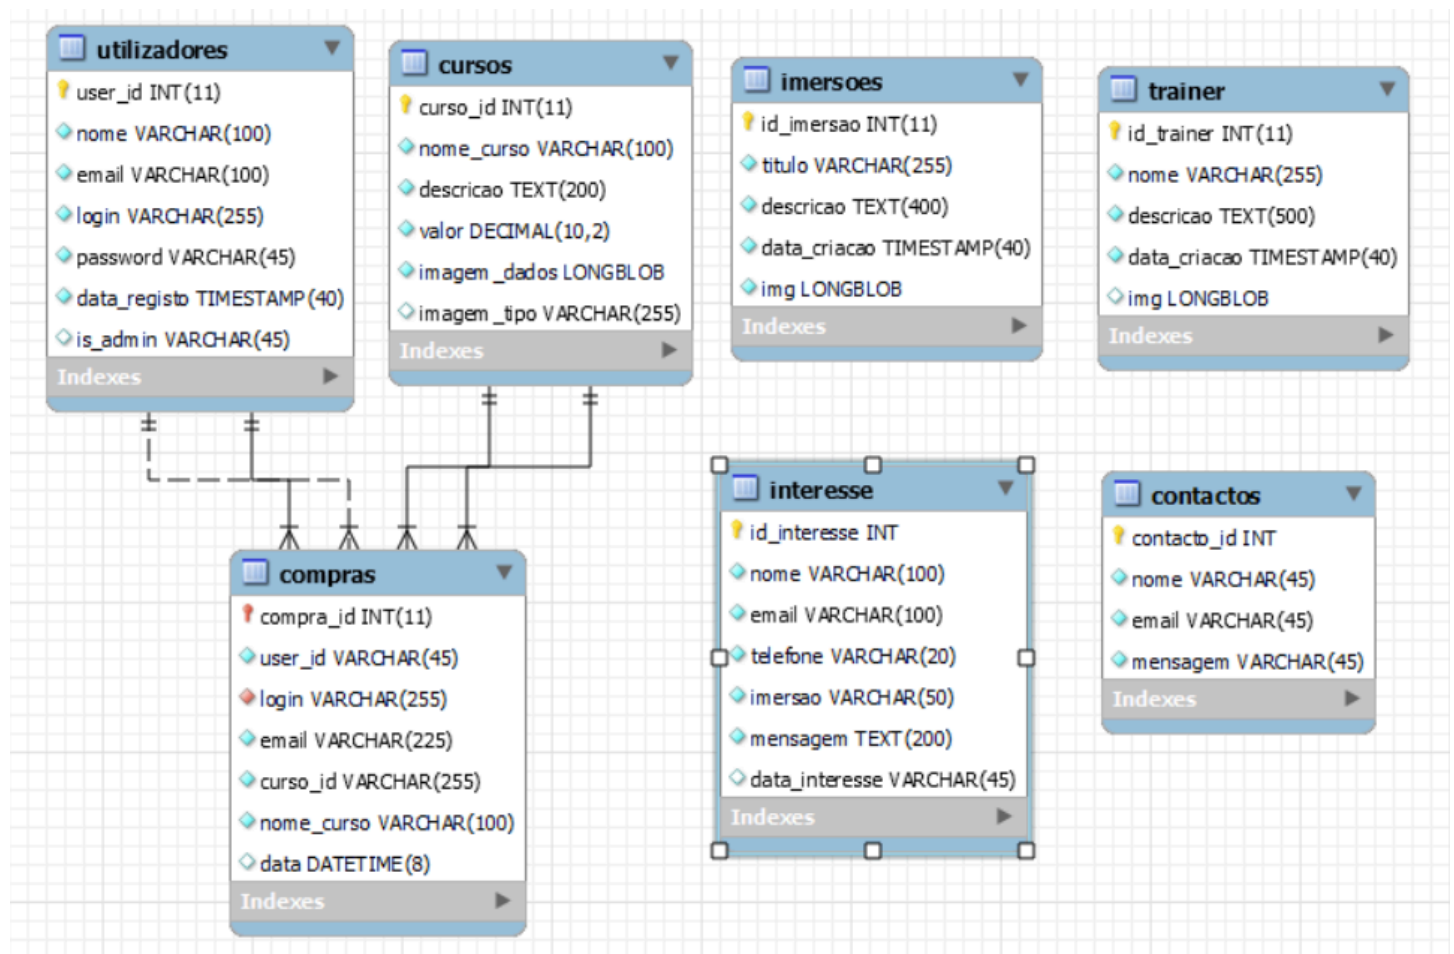 utilizadores
user_id INT(11)
nome VARCHAR(100)
email VARCHAR(100)
login VARCHAR(255)
password VARCHAR(45)
data_registo TIMESTAMP(40)
is_admin VARCHAR(45)
Indexes
cursos
curso_id INT(11)
nome_curso VARCHAR(100)
descricao TEXT(200)
valor DECIMAL(10,2)
imagem_dados LONGBLOB
imagem_tipo VARCHAR(255)
Indexes
imersoes
id_imersao INT(11)
titulo VARCHAR(255)
descricao TEXT(400)
data_criacao TIMESTAMP(40)
img LONGBLOB
Indexes
trainer
id_trainer INT(11)
nome VARCHAR(255)
descricao TEXT(500)
data_criacao TIMESTAMP(40)
img LONGBLOB
Indexes
compras
compra_id INT(11)
user_id VARCHAR(45)
login VARCHAR(255)
email VARCHAR(225)
curso_id VARCHAR(255)
nome_curso VARCHAR(100)
data DATETIME(8)
Indexes
interesse
id_interesse INT
nome VARCHAR(100)
email VARCHAR(100)
telefone VARCHAR(20)
imersao VARCHAR(50)
mensagem TEXT(200)
data_interesse VARCHAR(45)
Indexes
contactos
contacto_id INT
nome VARCHAR(45)
email VARCHAR(45)
mensagem VARCHAR(45)
Indexes